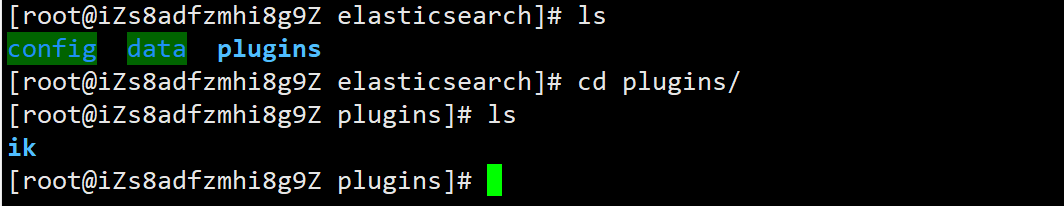 [root@iZs8adfzmhi8g9Z elasticsearch]# ls
config  data  plugins
[root@iZs8adfzmhi8g9Z elasticsearch]# cd plugins/
[root@iZs8adfzmhi8g9Z plugins]# ls
ik
[root@iZs8adfzmhi8g9Z plugins]#